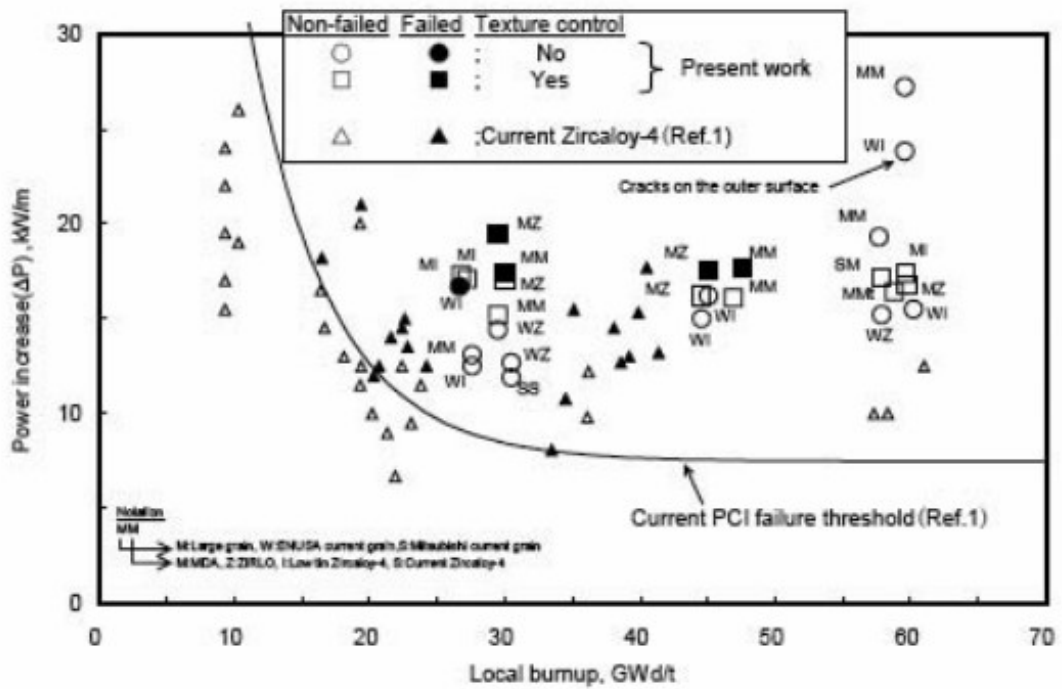 Non-failed Failed Texture control
: No
: Yes
Present work
:Current Zircaloy-4 (Ref.1)
30
20
10
0
Power increase(ΔP), kW/m
MM
WI
Cracks on the outer surface
MM
MZ
MI
MI
MM
MZ
WI
MM
WZ
MM
WZ
WI
SS
MZ
MM
MZ
MM
WI
WI
MI
SM
MM
MZ
WZ
WI
Current PCI failure threshold (Ref.1)
Notation
MM
M:Large grain, W:ENUSA current grain, S:Mitsubishi current grain
M:MDA, Z:ZIRLO, I:Low tin Zircaloy-4, S:Current Zircaloy-4
0 10 20 30 40 50 60 70
Local burnup, GWd/t